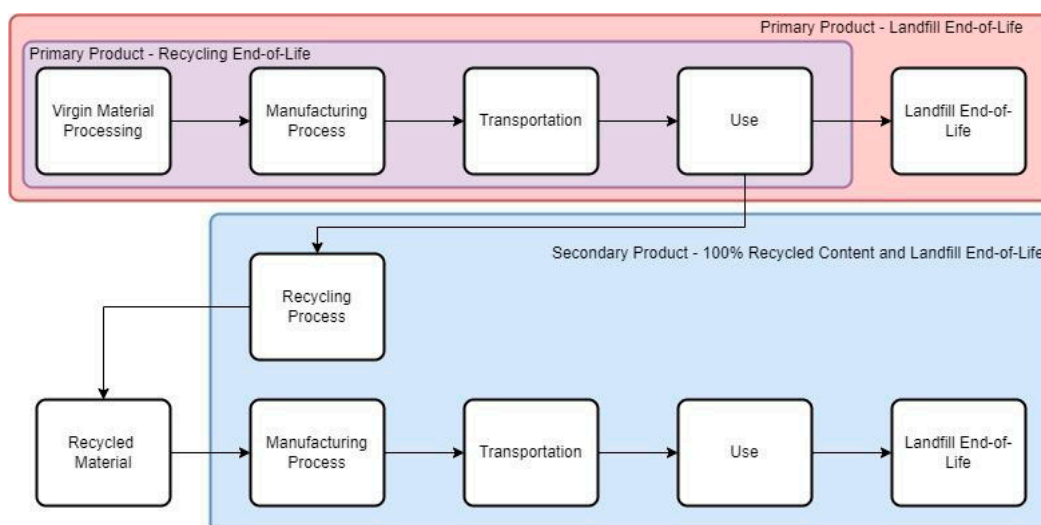 Primary Product - Landfill End-of-Life
Primary Product - Recycling End-of-Life
Virgin Material
Processing
Manufacturing
Process
Transportation
Use
Landfill End-of-
Life
Secondary Product - 100% Recycled Content and Landfill End-of-Life
Recycling
Process
Recycled
Material
Manufacturing
Process
Transportation
Use
Landfill End-of-
Life